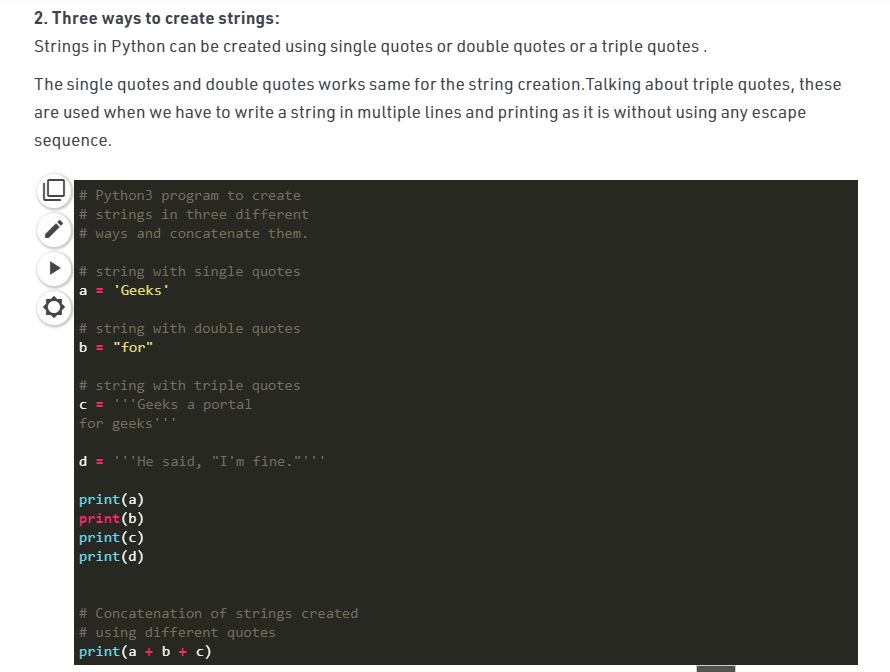 2. Three ways to create strings:
Strings in Python can be created using single quotes or double quotes or a triple quotes .
The single quotes and double quotes works same for the string creation.Talking about triple quotes, these
are used when we have to write a string in multiple lines and printing as it is without using any escape
sequence.
# Python3 program to create
# strings in three different
# ways and concatenate them.
# string with single quotes
a = 'Geeks'
# string with double quotes
b = "for"
# string with triple quotes
c = '''Geeks a portal
for geeks'''
d = '''He said, "I'm fine."'''
print(a)
print(b)
print(c)
print(d)
# Concatenation of strings created
# using different quotes
print(a + b + c)